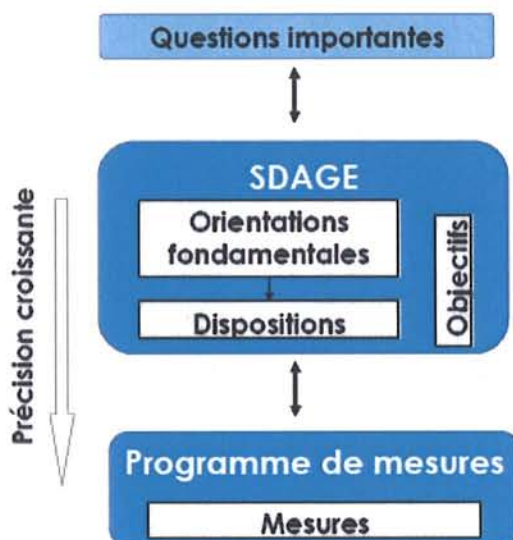 Questions importantes
SDAGE
Orientations
fondamentales
Dispositions
Objectifs
Précision croissante
Programme de mesures
Mesures